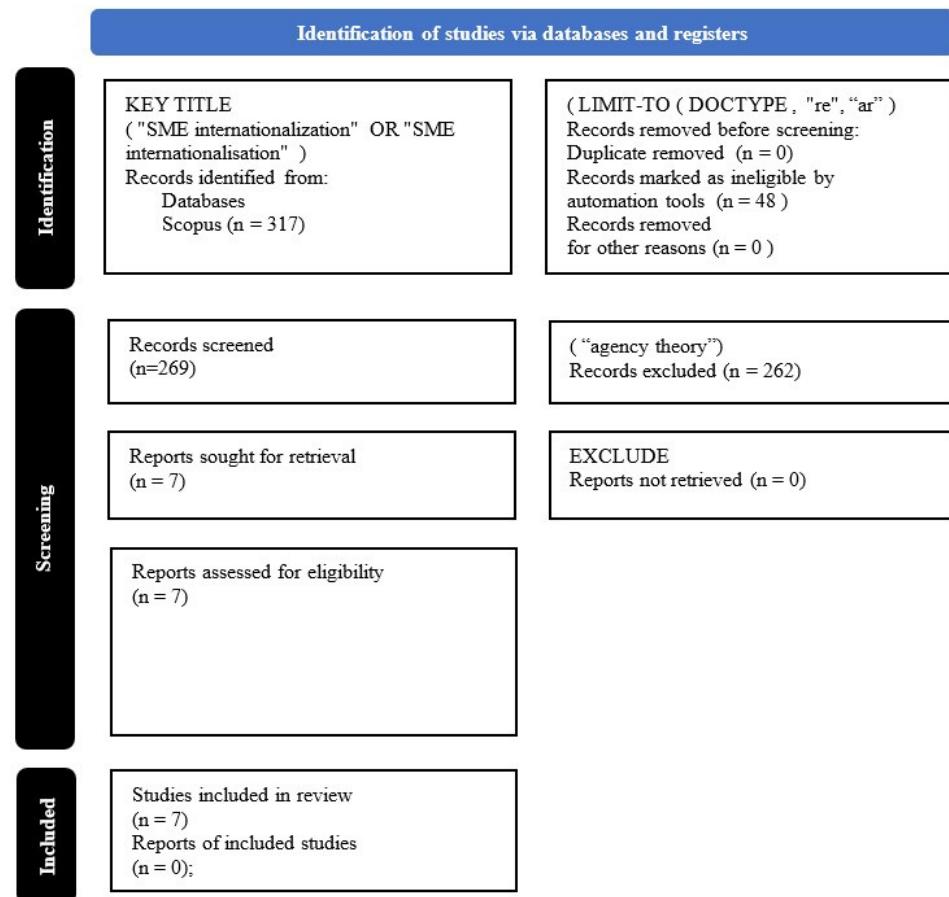 Identification of studies via databases and registers
Identification
KEY TITLE
( "SME internationalization" OR "SME
internationalisation" )
Records identified from:
Databases
Scopus (n = 317)
( LIMIT-TO ( DOCTYPE , "re", “ar” )
Records removed before screening:
Duplicate removed (n = 0)
Records marked as ineligible by
automation tools (n = 48 )
Records removed
for other reasons (n = 0 )
Screening
Records screened
(n=269)
( “agency theory”)
Records excluded (n = 262)
Reports sought for retrieval
(n = 7)
EXCLUDE
Reports not retrieved (n = 0)
Reports assessed for eligibility
(n = 7)
Included
Studies included in review
(n = 7)
Reports of included studies
(n = 0);